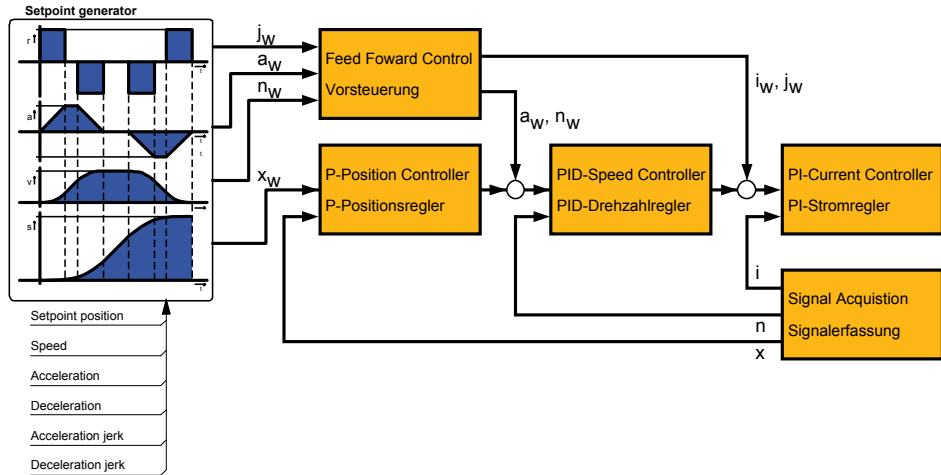 Setpoint generator
r
t
a
t
t
v
t
s
t
j_w
a_w
n_w
x_w
Feed Foward Control
Vorsteuerung
i_w, j_w
a_w, n_w
P-Position Controller
P-Positionsregler
PID-Speed Controller
PID-Drehzahlregler
PI-Current Controller
PI-Stromregler
i
n
x
Signal Acquistion
Signalerfassung
Setpoint position
Speed
Acceleration
Deceleration
Acceleration jerk
Deceleration jerk